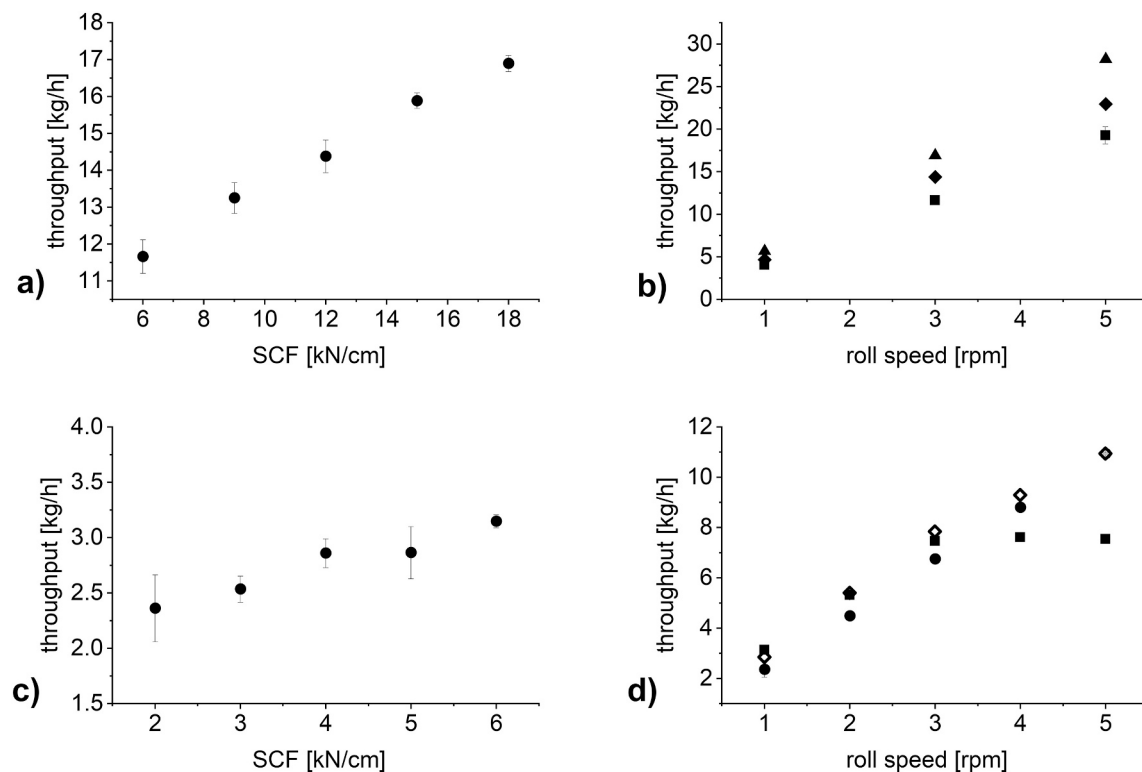 18
17
16
15
14
13
12
11
throughput [kg/h]
6 8 10 12 14 16 18
SCF [kN/cm]
a)
30
25
20
15
10
5
0
throughput [kg/h]
1 2 3 4 5
roll speed [rpm]
b)
4.0
3.5
3.0
2.5
2.0
1.5
throughput [kg/h]
2 3 4 5 6
SCF [kN/cm]
c)
12
10
8
6
4
2
throughput [kg/h]
1 2 3 4 5
roll speed [rpm]
d)